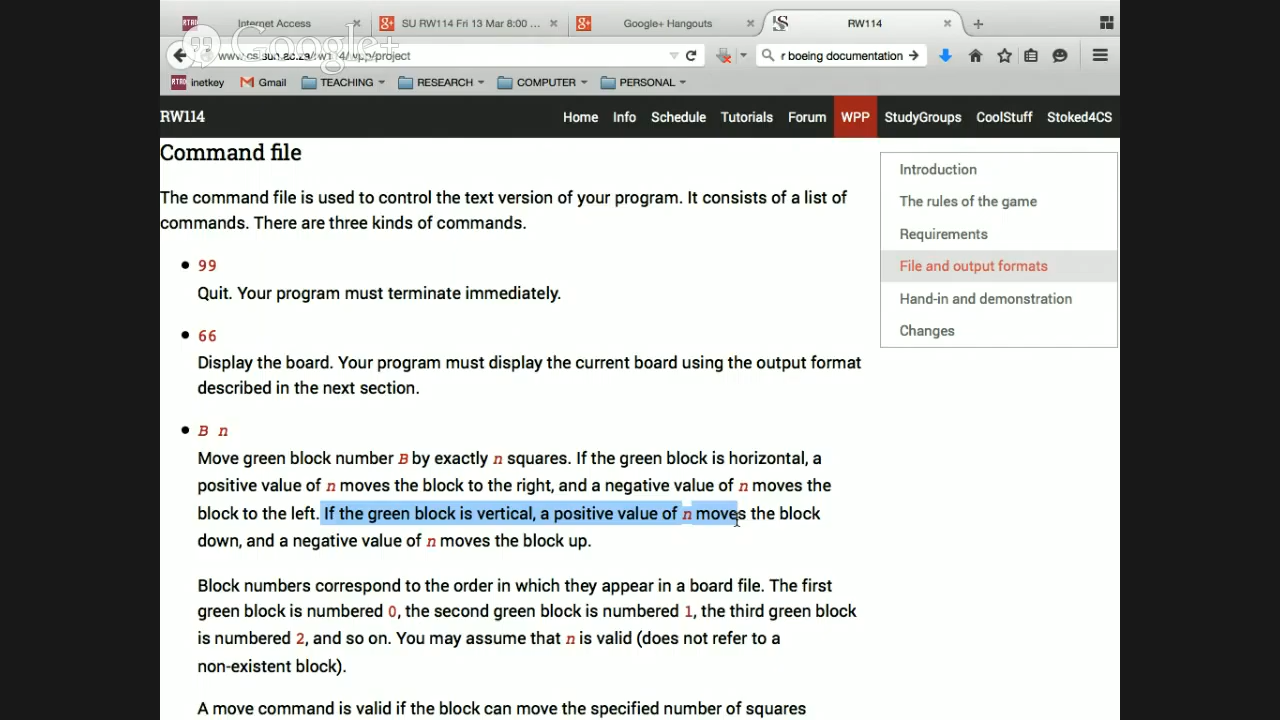 Internet Access
SU RW114 Fri 13 Mar 8:00 ...
Google+ Hangouts
RW114
Google+
/project
r boeing documentation
inetkey
Gmail
TEACHING
RESEARCH
COMPUTER
PERSONAL
RW114
Home Info Schedule Tutorials Forum WPP StudyGroups CoolStuff Stoked4CS
Command file
The command file is used to control the text version of your program. It consists of a list of
commands. There are three kinds of commands.
• 99
Quit. Your program must terminate immediately.
• 66
Display the board. Your program must display the current board using the output format
described in the next section.
• B n
Move green block number B by exactly n squares. If the green block is horizontal, a
positive value of n moves the block to the right, and a negative value of n moves the
block to the left. If the green block is vertical, a positive value of n moves the block
down, and a negative value of n moves the block up.
Block numbers correspond to the order in which they appear in a board file. The first
green block is numbered 0, the second green block is numbered 1, the third green block
is numbered 2, and so on. You may assume that n is valid (does not refer to a
non-existent block).
A move command is valid if the block can move the specified number of squares
Introduction
The rules of the game
Requirements
File and output formats
Hand-in and demonstration
Changes